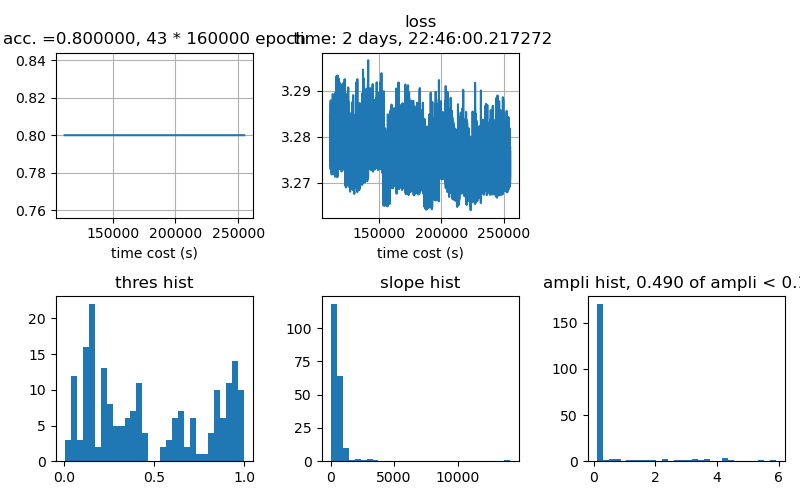 loss
acc. =0.800000, 43 * 160000 epoch
time: 2 days, 22:46:00.217272
0.84
0.82
0.80
0.78
0.76
150000 200000 250000
time cost (s)
3.29
3.28
3.27
150000 200000 250000
time cost (s)
thres hist
20
15
10
5
0
0.0 0.5 1.0
slope hist
100
75
50
25
0
0 5000 10000
ampli hist, 0.490 of ampli < 0.
150
100
50
0
0 2 4 6